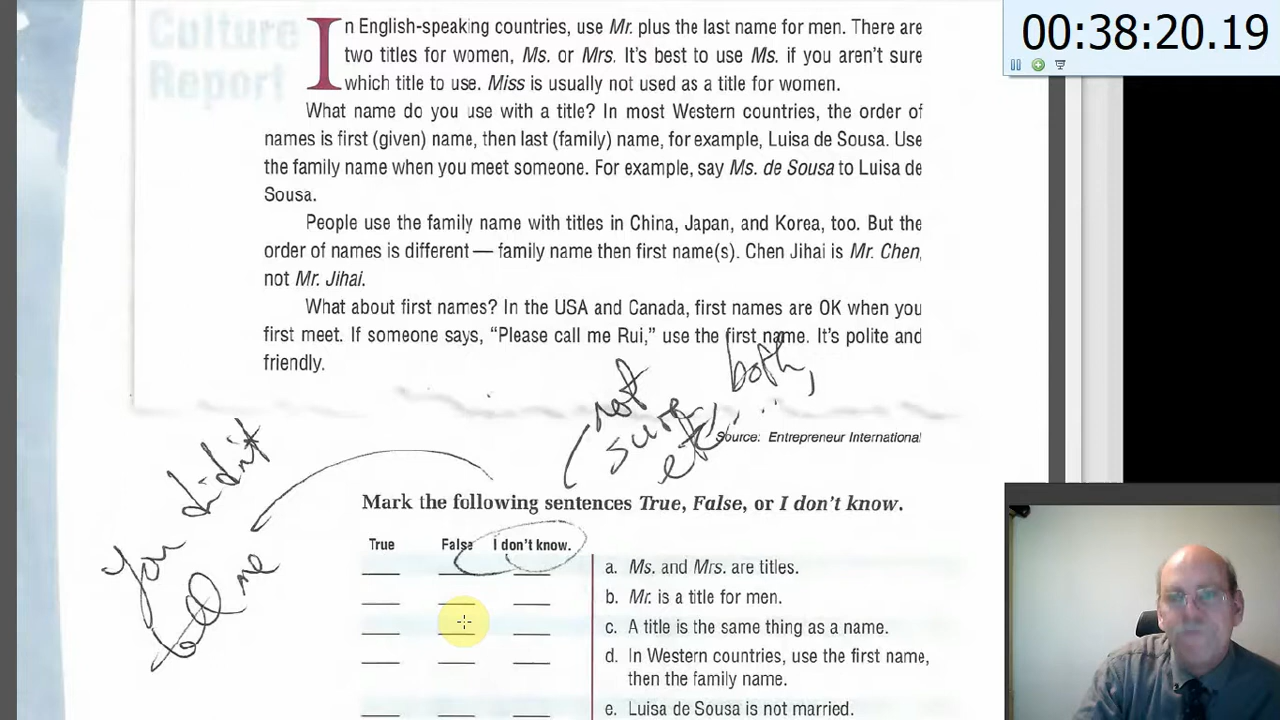 Culture
Report
In English-speaking countries, use Mr. plus the last name for men. There are
two titles for women, Ms. or Mrs. It's best to use Ms. if you aren't sure
which title to use. Miss is usually not used as a title for women.
What name do you use with a title? In most Western countries, the order of
names is first (given) name, then last (family) name, for example, Luisa de Sousa. Use
the family name when you meet someone. For example, say Ms. de Sousa to Luisa de
Sousa.
People use the family name with titles in China, Japan, and Korea, too. But the
order of names is different — family name then first name(s). Chen Jihai is Mr. Chen,
not Mr. Jihai.
What about first names? In the USA and Canada, first names are OK when you
first meet. If someone says, "Please call me Rui," use the first name. It's polite and
friendly.
00:38:20.19
(not
sure
etc...
both,
Source: Entrepreneur International
you didn't
tell me
Mark the following sentences True, False, or I don't know.
True False I don't know.
a. Ms. and Mrs. are titles.
b. Mr. is a title for men.
c. A title is the same thing as a name.
d. In Western countries, use the first name,
then the family name.
e. Luisa de Sousa is not married.